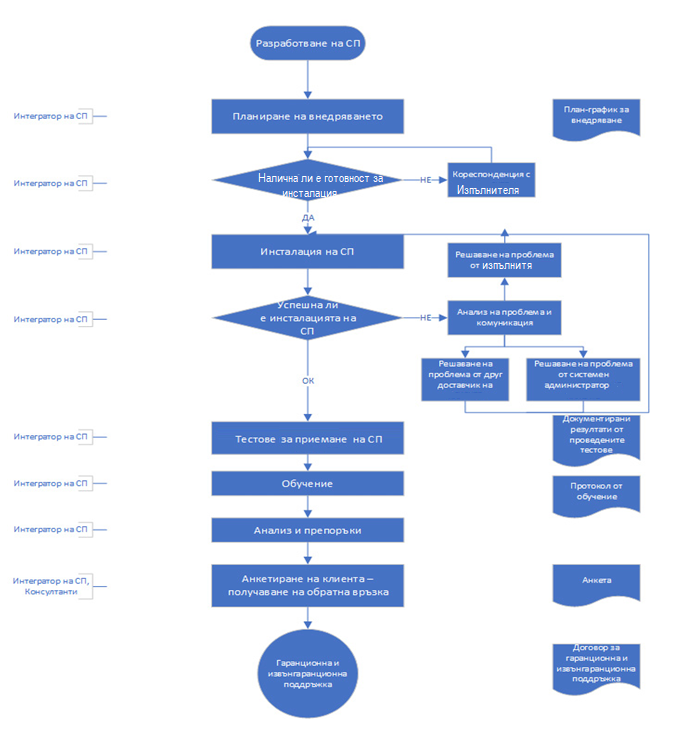 Разработване на СП
Интегратор на СП
Планиране на внедряването
План-график за
внедряване
Интегратор на СП
Налична ли е готовност за
инсталация
НЕ
Кореспонденция с
Изпълнителя
ДА
Интегратор на СП
Инсталация на СП
Решаване на проблема
от изпълнитя
Интегратор на СП
Успешна ли
е инсталацията на
СП
НЕ
Анализ на проблема и
комуникация
Решаване на
проблема от друг
доставчик на
Решаване на проблема
от системен
администратор
ОК
Интегратор на СП
Тестове за приемане на СП
Документирани
резултати от
проведените
тестове
Интегратор на СП
Обучение
Протокол от
обучение
Интегратор на СП
Анализ и препоръки
Интегратор на СП,
Консултанти
Анкетиране на клиента –
получаване на обратна връзка
Анкета
Гаранционна и
извънгаранционна
поддръжка
Договор за
гаранционна и
извънгаранционна
поддръжка